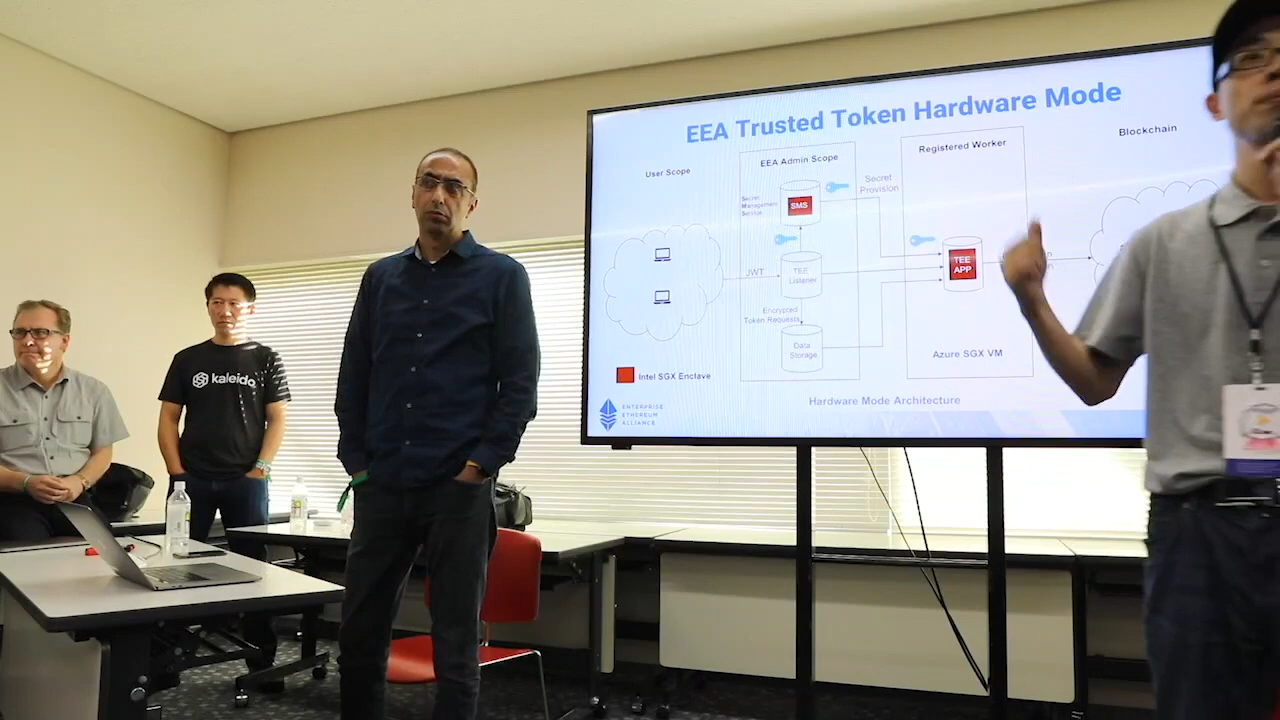 EEA Trusted Token Hardware Mode
User Scope
EEA Admin Scope
Registered Worker
Blockchain
Secret
Management
Service
SMS
Secret
Provision
JWT
TEE
Listener
TEE
APP
Encrypted
Token Requests
Data
Storage
Azure SGX VM
Intel SGX Enclave
Hardware Mode Architecture
ENTERPRISE
ETHEREUM
ALLIANCE
kaleido